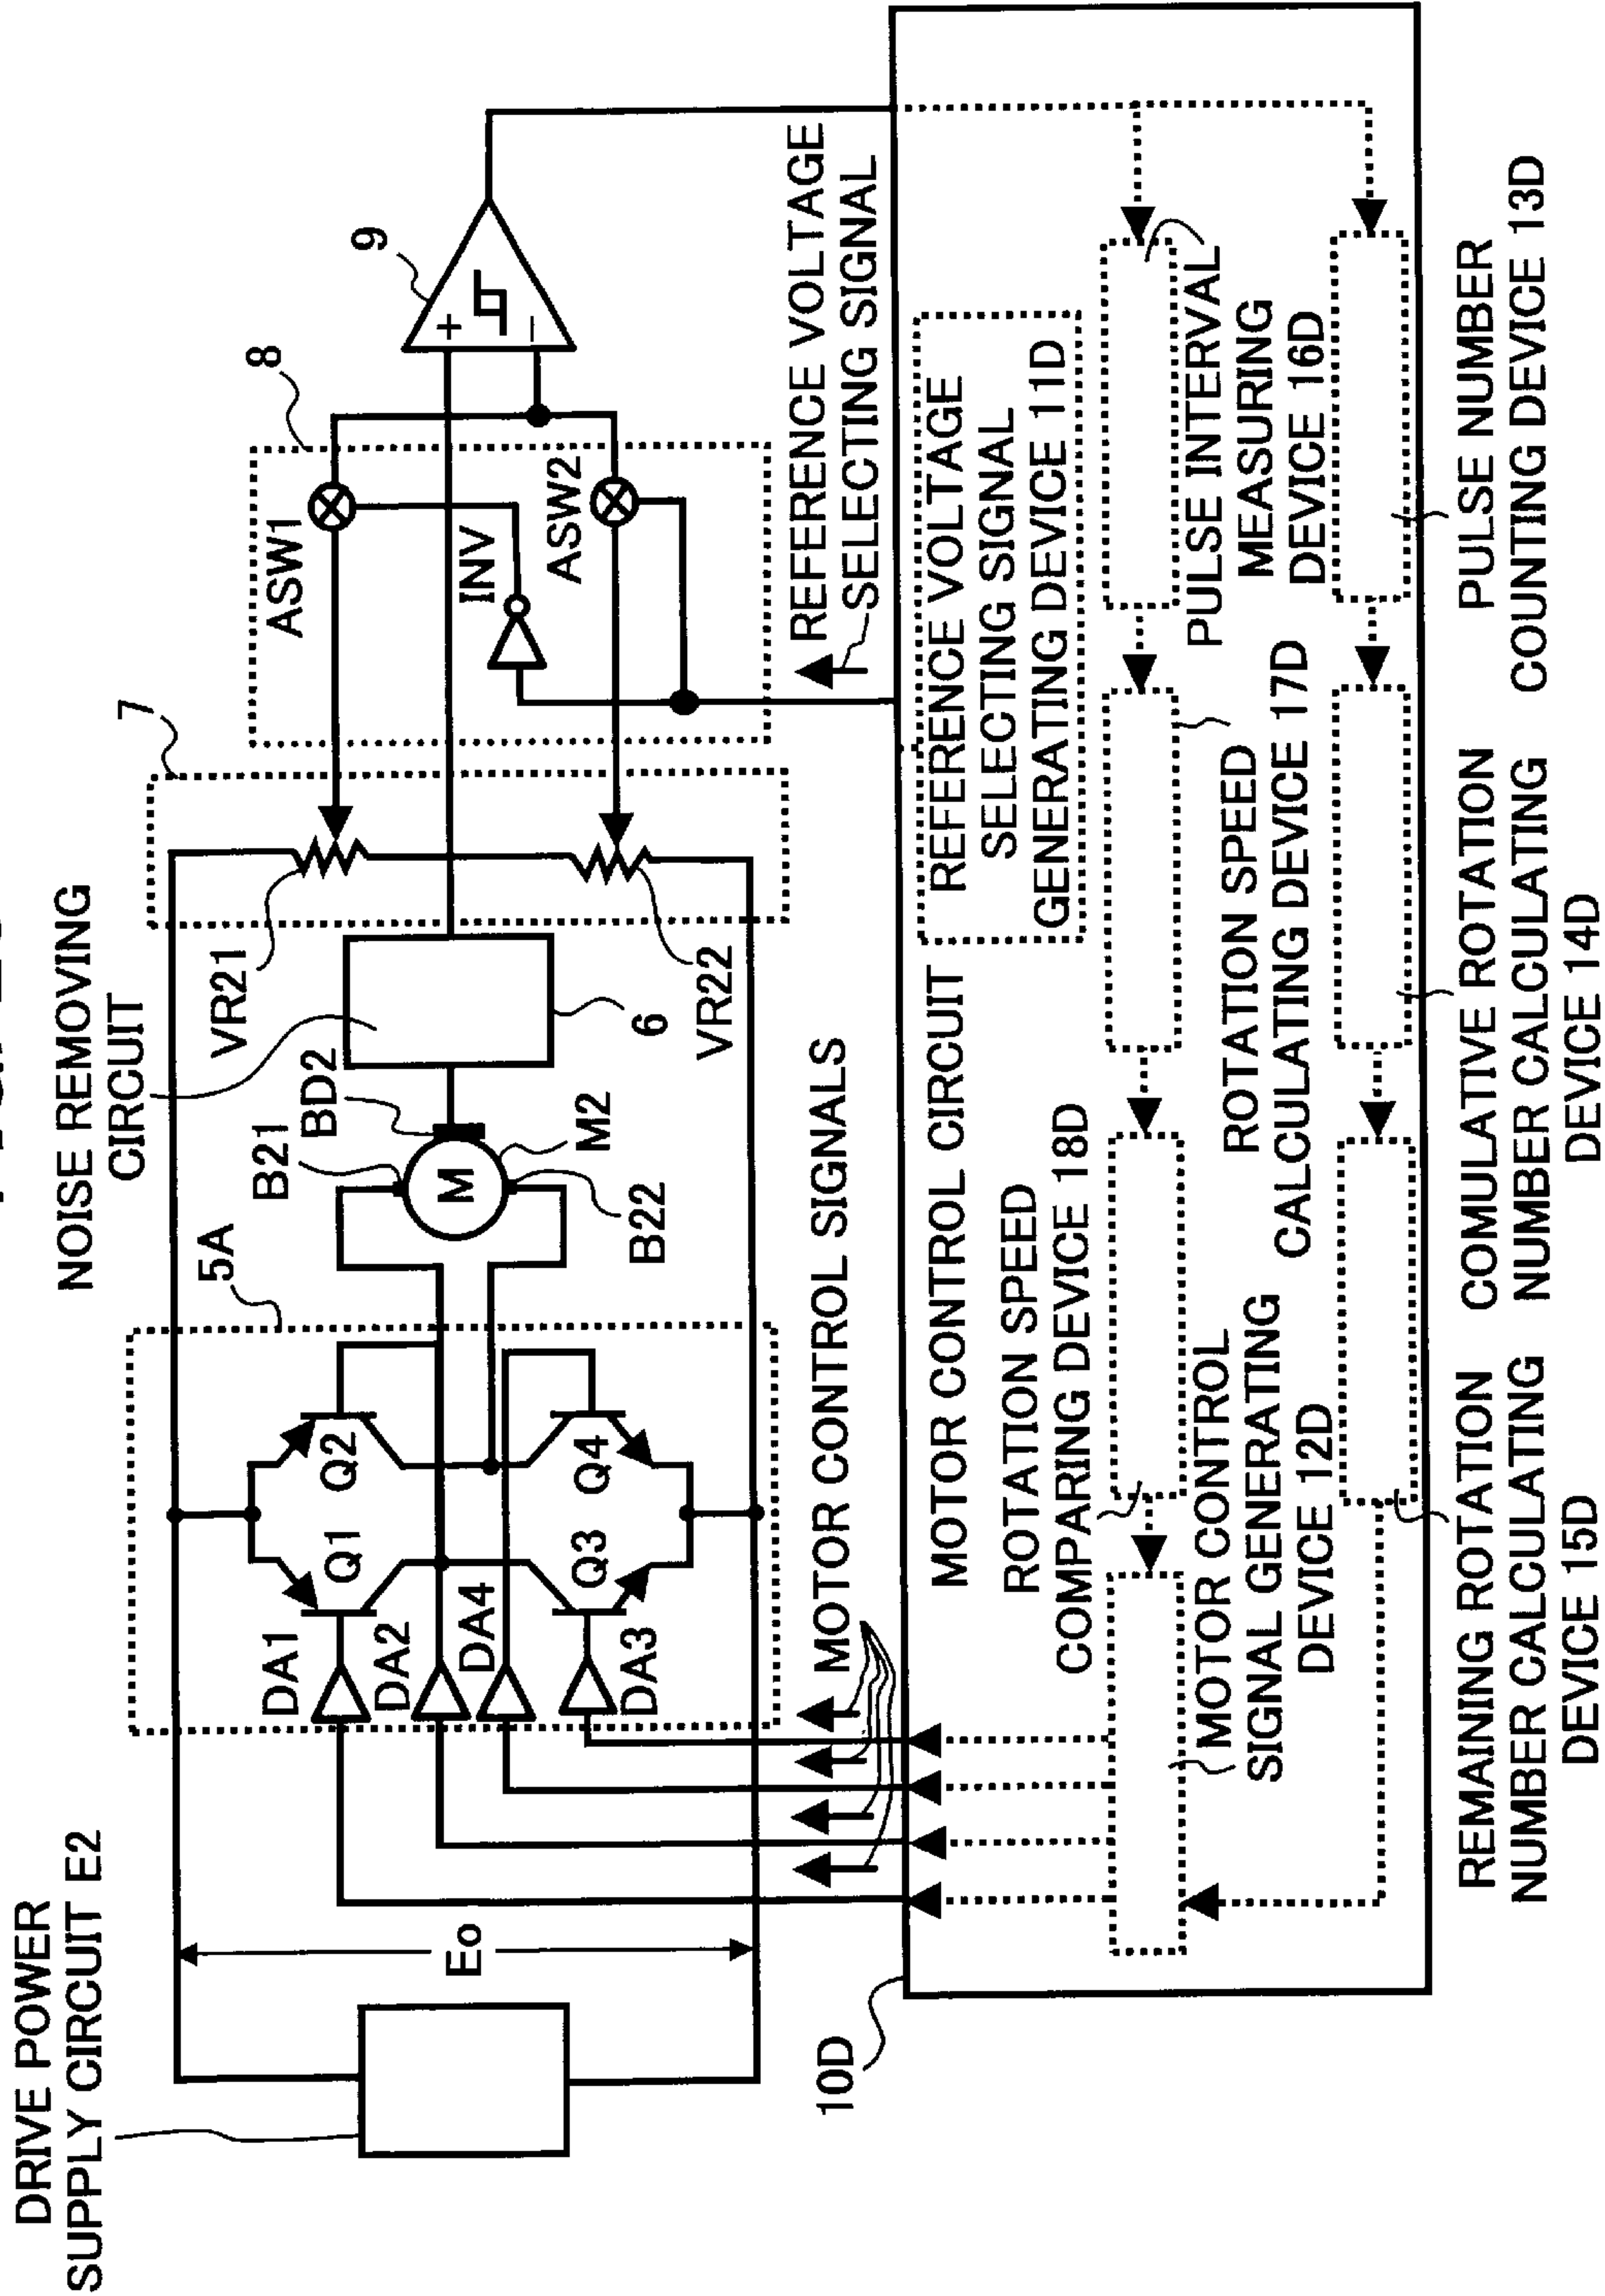 DRIVE POWER
SUPPLY CIRCUIT E2
NOISE REMOVING
CIRCUIT
5A
7
8
9
Eo
DA1
DA2
DA4
DA3
Q1
Q2
Q3
Q4
B21
BD2
M
M2
B22
VR21
6
VR22
ASW1
INV
ASW2
+
−
MOTOR CONTROL SIGNALS
REFERENCE VOLTAGE
SELECTING SIGNAL
10D
MOTOR CONTROL CIRCUIT
REFERENCE VOLTAGE
SELECTING SIGNAL
GENERATING DEVICE 11D
ROTATION SPEED
COMPARING DEVICE 18D
MOTOR CONTROL
SIGNAL GENERATING
DEVICE 12D
ROTATION SPEED
CALCULATING DEVICE 17D
PULSE INTERVAL
MEASURING
DEVICE 16D
REMAINING ROTATION
NUMBER CALCULATING
DEVICE 15D
COMULATIVE ROTATION
NUMBER CALCULATING
DEVICE 14D
PULSE NUMBER
COUNTING DEVICE 13D